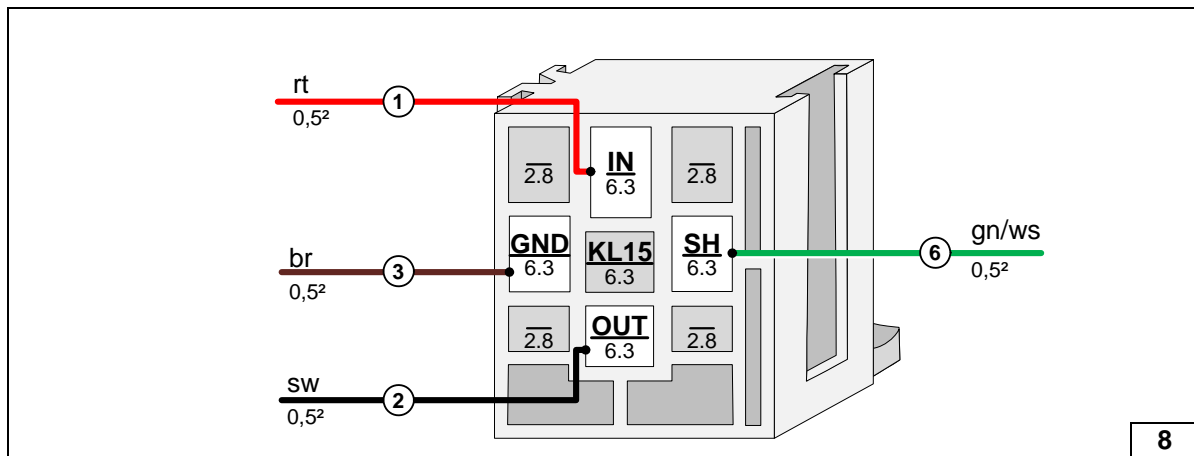 rt
1
0,5²
2.8
IN
6.3
2.8
br
3
0,5²
GND
6.3
KL15
6.3
SH
6.3
6
gn/ws
0,5²
2.8
OUT
6.3
2.8
sw
2
0,5²
8